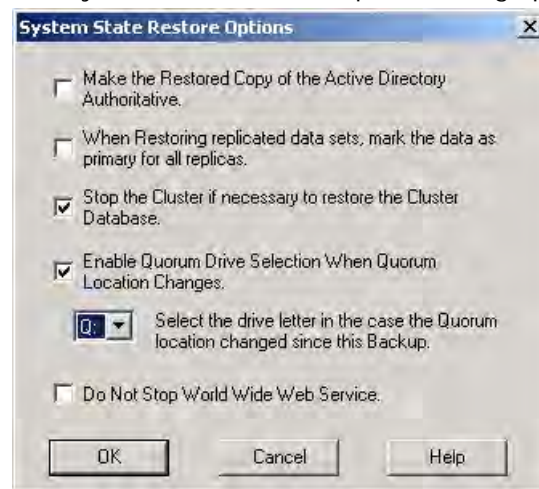 System State Restore Options
Make the Restored Copy of the Active Directory
Authoritative.
When Restoring replicated data sets, mark the data as
primary for all replicas.
Stop the Cluster if necessary to restore the Cluster
Database.
Enable Quorum Drive Selection When Quorum
Location Changes.
Q:
Select the drive letter in the case the Quorum
location changed since this Backup.
Do Not Stop World Wide Web Service.
OK
Cancel
Help